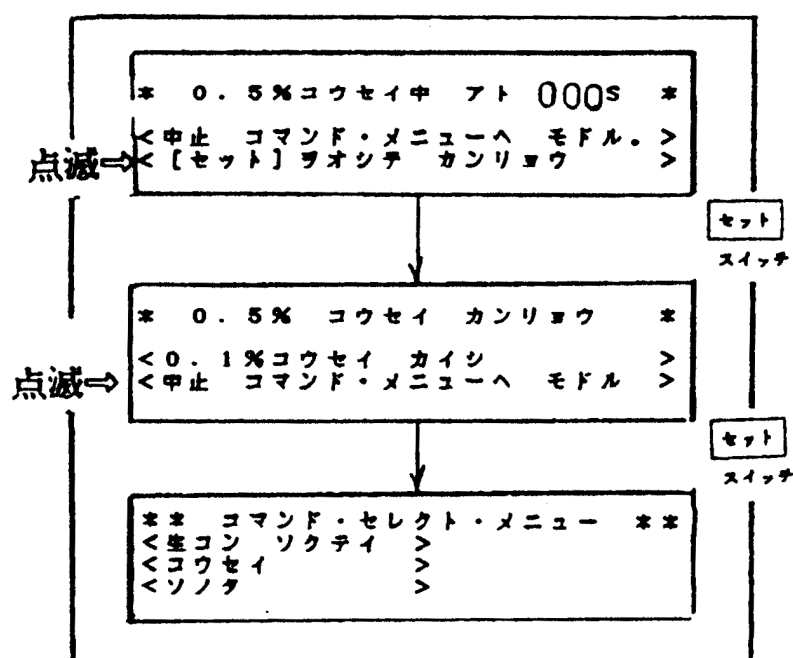 * 0.5%コウセイ中 アト 000S *
<中止 コマンド・メニューヘ モドル。>
点滅⇨<[セット]ヲオシテ カンリョウ >
セット
スイッチ
* 0.5% コウセイ カンリョウ *
<0.1%コウセイ カイシ >
点滅⇨<中止 コマンド・メニューヘ モドル >
セット
スイッチ
** コマンド・セレクト・メニュー **
<生コン ソクテイ >
<コウセイ >
<ソノタ >